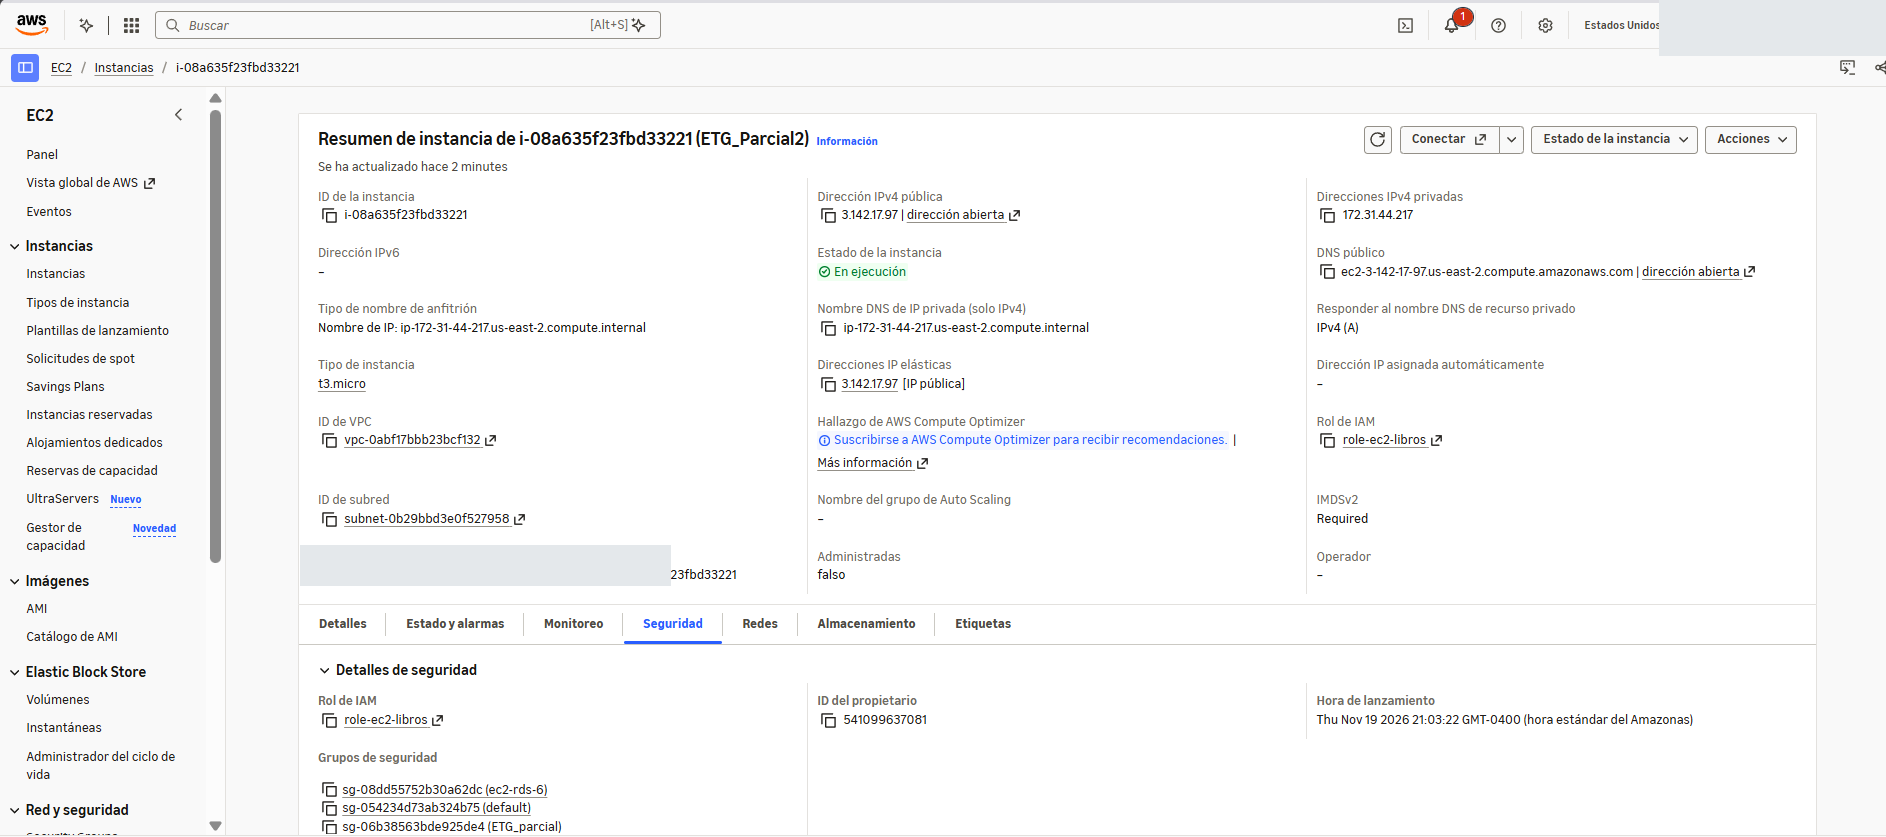 aws
Buscar
[Alt+S]
1
Estados Unidos
EC2 / Instancias / i-08a635f23fbd33221
EC2
Panel
Vista global de AWS
Eventos
Instancias
Instancias
Tipos de instancia
Plantillas de lanzamiento
Solicitudes de spot
Savings Plans
Instancias reservadas
Alojamientos dedicados
Reservas de capacidad
UltraServers Nuevo
Gestor de capacidad Novedad
Imágenes
AMI
Catálogo de AMI
Elastic Block Store
Volúmenes
Instantáneas
Administrador del ciclo de
vida
Red y seguridad
Resumen de instancia de i-08a635f23fbd33221 (ETG_Parcial2) Información
Conectar
Estado de la instancia
Acciones
Se ha actualizado hace 2 minutes
ID de la instancia
i-08a635f23fbd33221
Dirección IPv4 pública
3.142.17.97 | dirección abierta
Direcciones IPv4 privadas
172.31.44.217
Dirección IPv6
–
Estado de la instancia
En ejecución
DNS público
ec2-3-142-17-97.us-east-2.compute.amazonaws.com | dirección abierta
Tipo de nombre de anfitrión
Nombre de IP: ip-172-31-44-217.us-east-2.compute.internal
Nombre DNS de IP privada (solo IPv4)
ip-172-31-44-217.us-east-2.compute.internal
Responder al nombre DNS de recurso privado
IPv4 (A)
Tipo de instancia
t3.micro
Direcciones IP elásticas
3.142.17.97 [IP pública]
Dirección IP asignada automáticamente
–
ID de VPC
vpc-0abf17bbb23bcf132
Hallazgo de AWS Compute Optimizer
Suscribirse a AWS Compute Optimizer para recibir recomendaciones. |
Más información
Rol de IAM
role-ec2-libros
ID de subred
subnet-0b29bbd3e0f527958
Nombre del grupo de Auto Scaling
–
IMDSv2
Required
23fbd33221
Administradas
falso
Operador
–
Detalles
Estado y alarmas
Monitoreo
Seguridad
Redes
Almacenamiento
Etiquetas
Detalles de seguridad
Rol de IAM
role-ec2-libros
ID del propietario
541099637081
Hora de lanzamiento
Thu Nov 19 2026 21:03:22 GMT-0400 (hora estándar del Amazonas)
Grupos de seguridad
sg-08dd55752b30a62dc (ec2-rds-6)
sg-054234d73ab324b75 (default)
sg-06b38563bde925de4 (ETG_parcial)